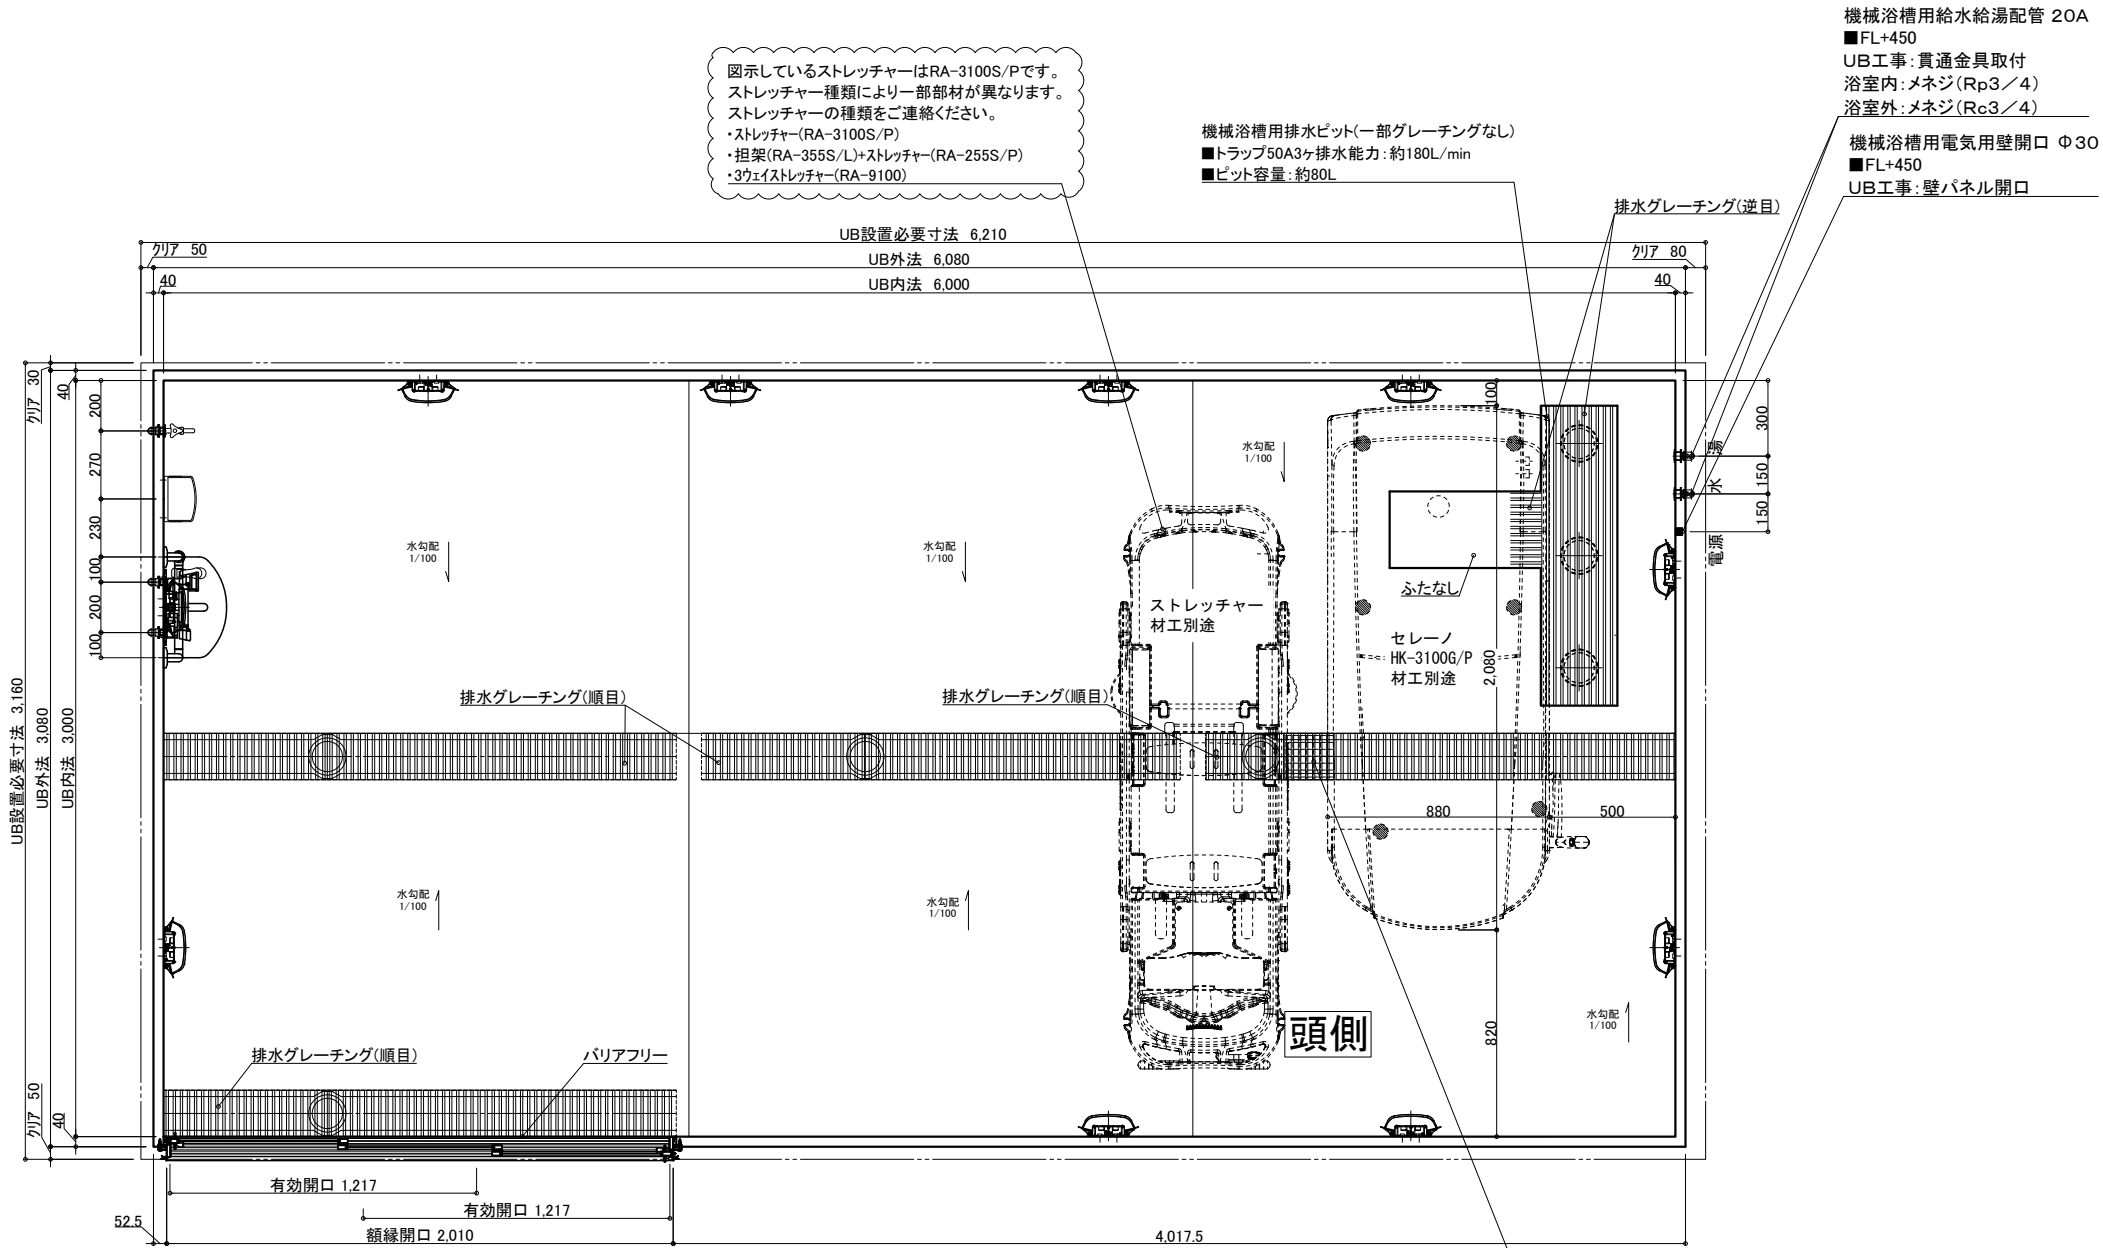 機械浴槽用給水給湯配管 20A
■FL+450
UB工事:貫通金具取付
浴室内:メネジ(Rp3／4)
浴室外:メネジ(Rc3／4)
機械浴槽用電気用壁開口 Φ30
■FL+450
UB工事:壁パネル開口
図示しているストレッチャーはRA-3100S/Pです。
ストレッチャー種類により一部部材が異なります。
ストレッチャーの種類をご連絡ください。
・ストレッチャー(RA-3100S/P)
・担架(RA-355S/L)+ストレッチャー(RA-255S/P)
・3ウェイストレッチャー(RA-9100)
機械浴槽用排水ピット(一部グレーチングなし)
■トラップ50A3ヶ排水能力:約180L/min
■ピット容量:約80L
排水グレーチング(逆目)
UB設置必要寸法 6,210
クリア 50
UB外法 6,080
クリア 80
40
UB内法 6,000
40
クリア 30
40
200
270
230
100
200
100
UB設置必要寸法 3,160
UB外法 3,080
UB内法 3,000
クリア 50
40
100
300
150
150
湯
水
電源
水勾配
1/100
水勾配
1/100
水勾配
1/100
ふたなし
ストレッチャー
材工別途
セレーノ
HK-3100G/P
材工別途
2,080
排水グレーチング(順目)
排水グレーチング(順目)
880
500
水勾配
1/100
水勾配
1/100
水勾配
1/100
頭側
820
排水グレーチング(順目)
バリアフリー
有効開口 1,217
有効開口 1,217
52.5
額縁開口 2,010
4,017.5